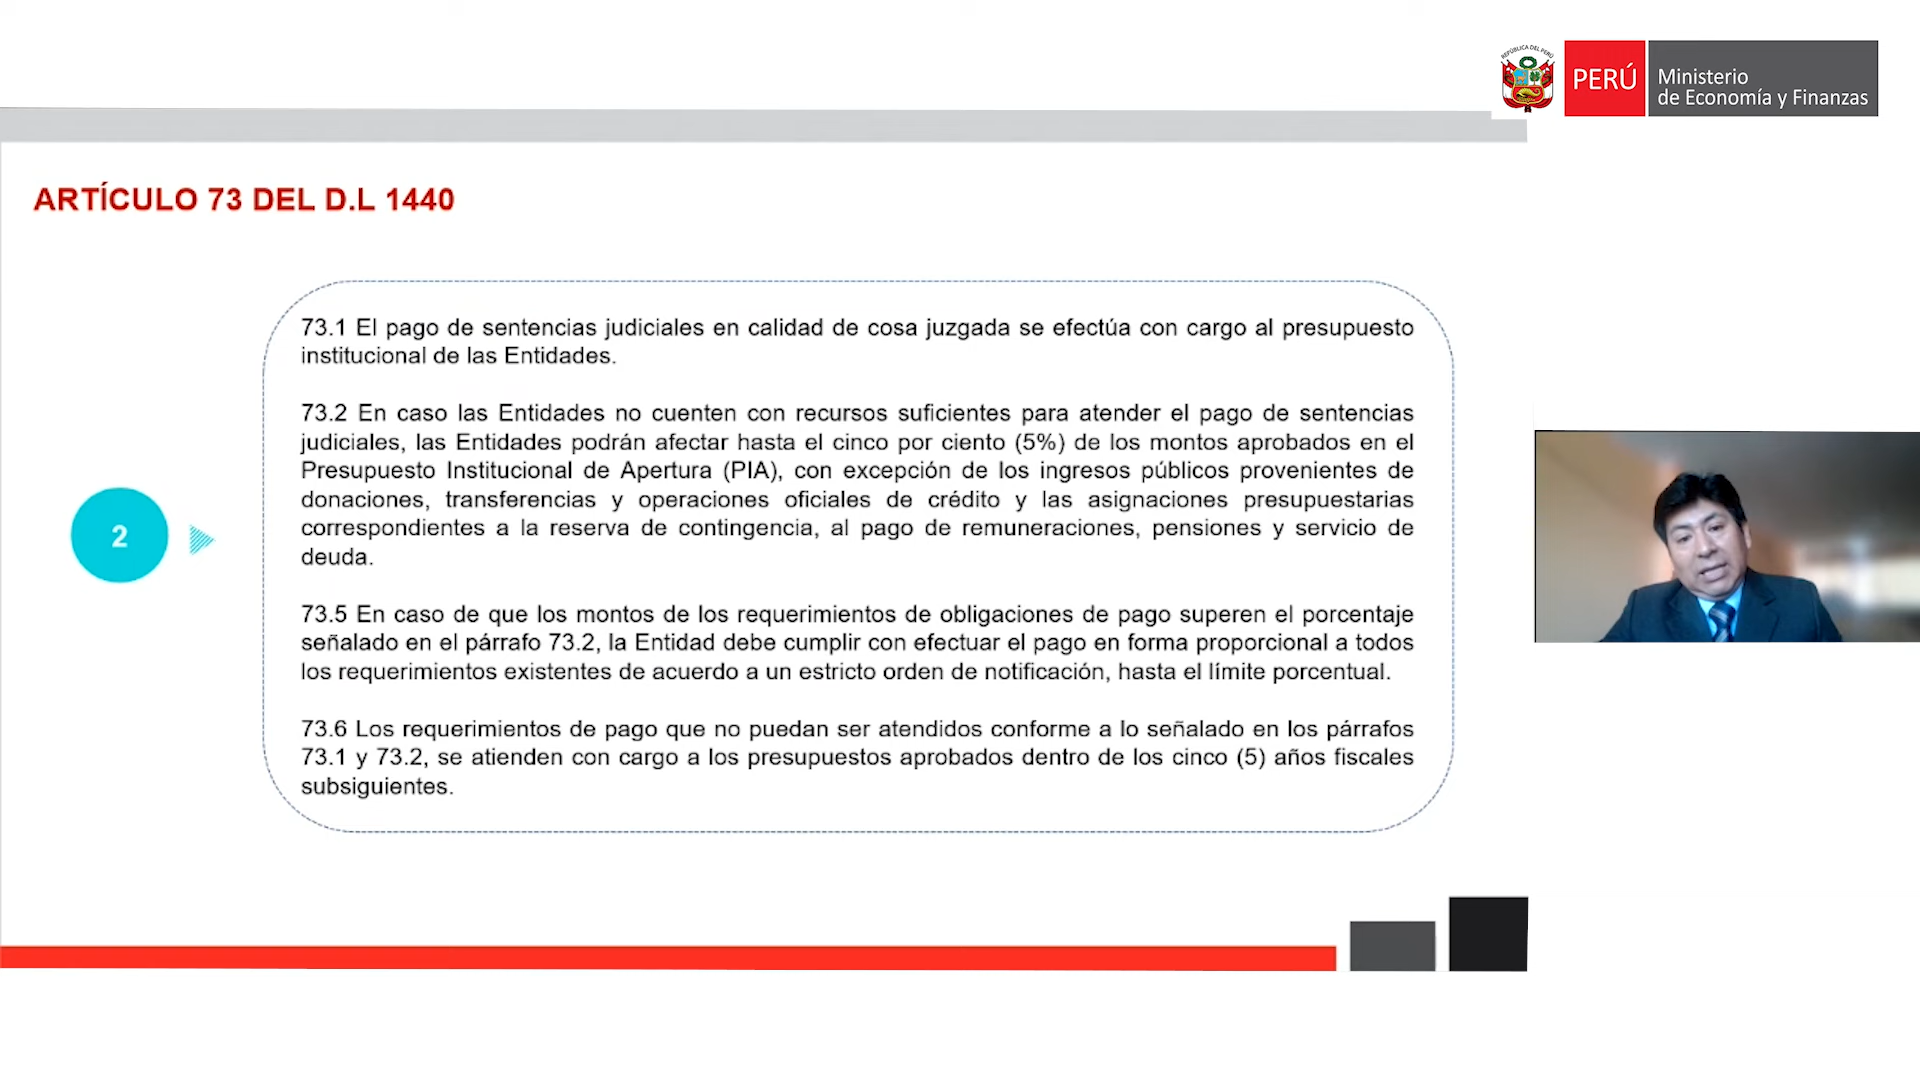 REPÚBLICA DEL PERÚ
PERÚ
Ministerio
de Economía y Finanzas
ARTÍCULO 73 DEL D.L 1440
73.1 El pago de sentencias judiciales en calidad de cosa juzgada se efectúa con cargo al presupuesto
institucional de las Entidades.
73.2 En caso las Entidades no cuenten con recursos suficientes para atender el pago de sentencias
judiciales, las Entidades podrán afectar hasta el cinco por ciento (5%) de los montos aprobados en el
Presupuesto Institucional de Apertura (PIA), con excepción de los ingresos públicos provenientes de
donaciones, transferencias y operaciones oficiales de crédito y las asignaciones presupuestarias
correspondientes a la reserva de contingencia, al pago de remuneraciones, pensiones y servicio de
deuda.
2
73.5 En caso de que los montos de los requerimientos de obligaciones de pago superen el porcentaje
señalado en el párrafo 73.2, la Entidad debe cumplir con efectuar el pago en forma proporcional a todos
los requerimientos existentes de acuerdo a un estricto orden de notificación, hasta el límite porcentual.
73.6 Los requerimientos de pago que no puedan ser atendidos conforme a lo señalado en los párrafos
73.1 y 73.2, se atienden con cargo a los presupuestos aprobados dentro de los cinco (5) años fiscales
subsiguientes.